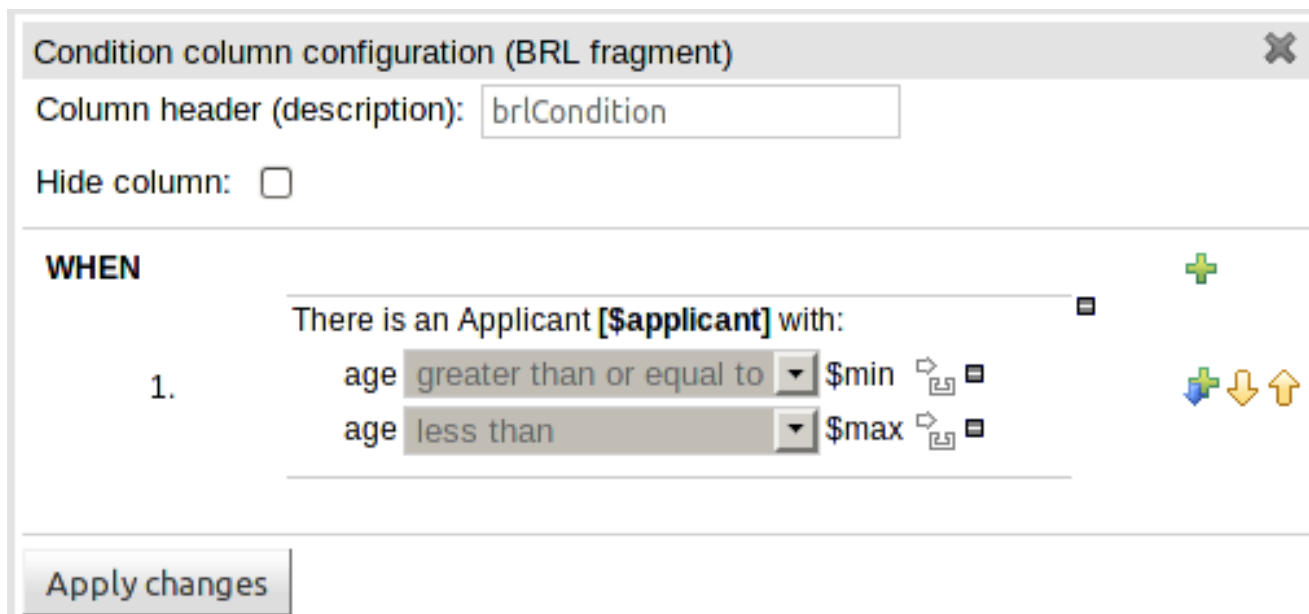 Condition column configuration (BRL fragment)
Column header (description): brlCondition
Hide column:
WHEN
There is an Applicant [$applicant] with:
1.
age greater than or equal to $min
age less than $max
Apply changes